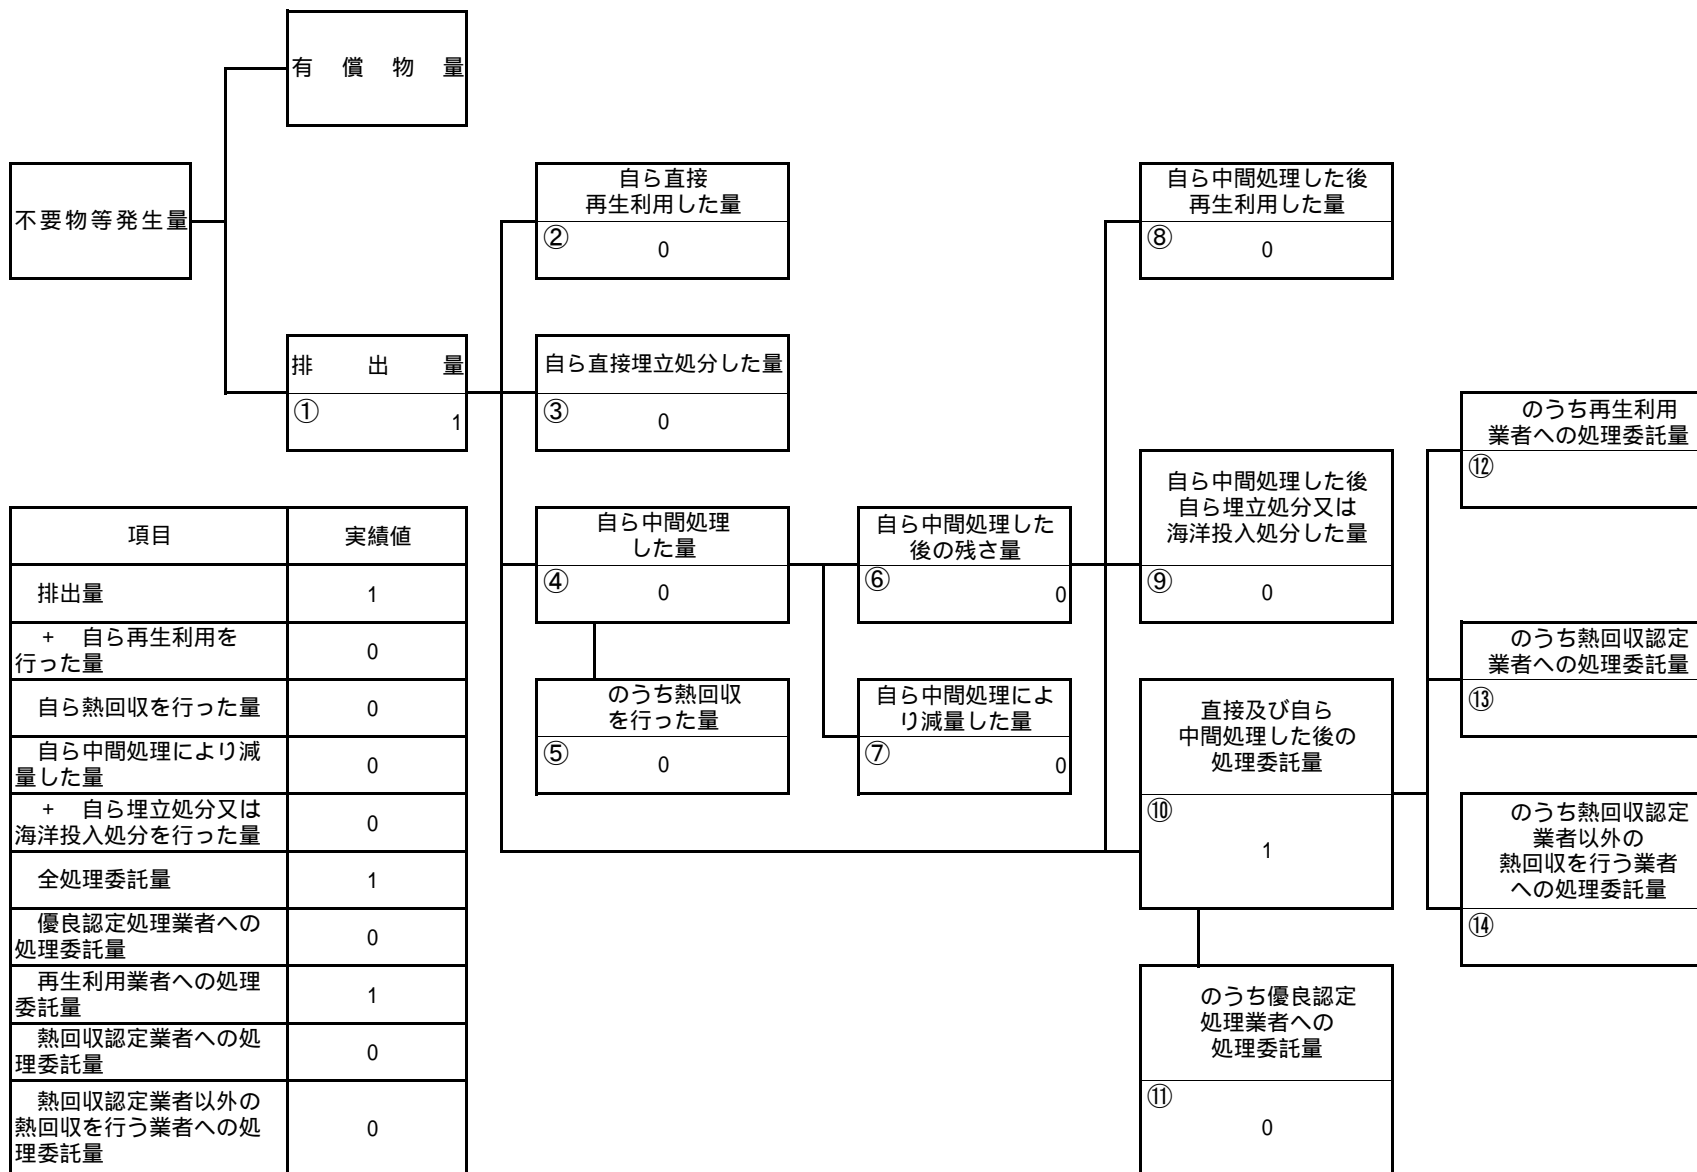 有償物量
不要物等発生量
排出量
①
1
自ら直接
再生利用した量
②
0
自ら直接埋立処分した量
③
0
自ら中間処理
した量
④
0
のうち熱回収
を行った量
⑤
0
自ら中間処理した
後の残さ量
⑥
0
自ら中間処理によ
り減量した量
⑦
0
自ら中間処理した後
再生利用した量
⑧
0
自ら中間処理した後
自ら埋立処分又は
海洋投入処分した量
⑨
0
直接及び自ら
中間処理した後の
処理委託量
⑩
1
のうち優良認定
処理業者への
処理委託量
⑪
0
のうち再生利用
業者への処理委託量
⑫
のうち熱回収認定
業者への処理委託量
⑬
のうち熱回収認定
業者以外の
熱回収を行う業者
への処理委託量
⑭
項目 実績値
排出量 1
+ 自ら再生利用を
行った量 0
自ら熱回収を行った量 0
自ら中間処理により減
量した量 0
+ 自ら埋立処分又は
海洋投入処分を行った量 0
全処理委託量 1
優良認定処理業者への
処理委託量 0
再生利用業者への処理
委託量 1
熱回収認定業者への処
理委託量 0
熱回収認定業者以外の
熱回収を行う業者への処
理委託量 0